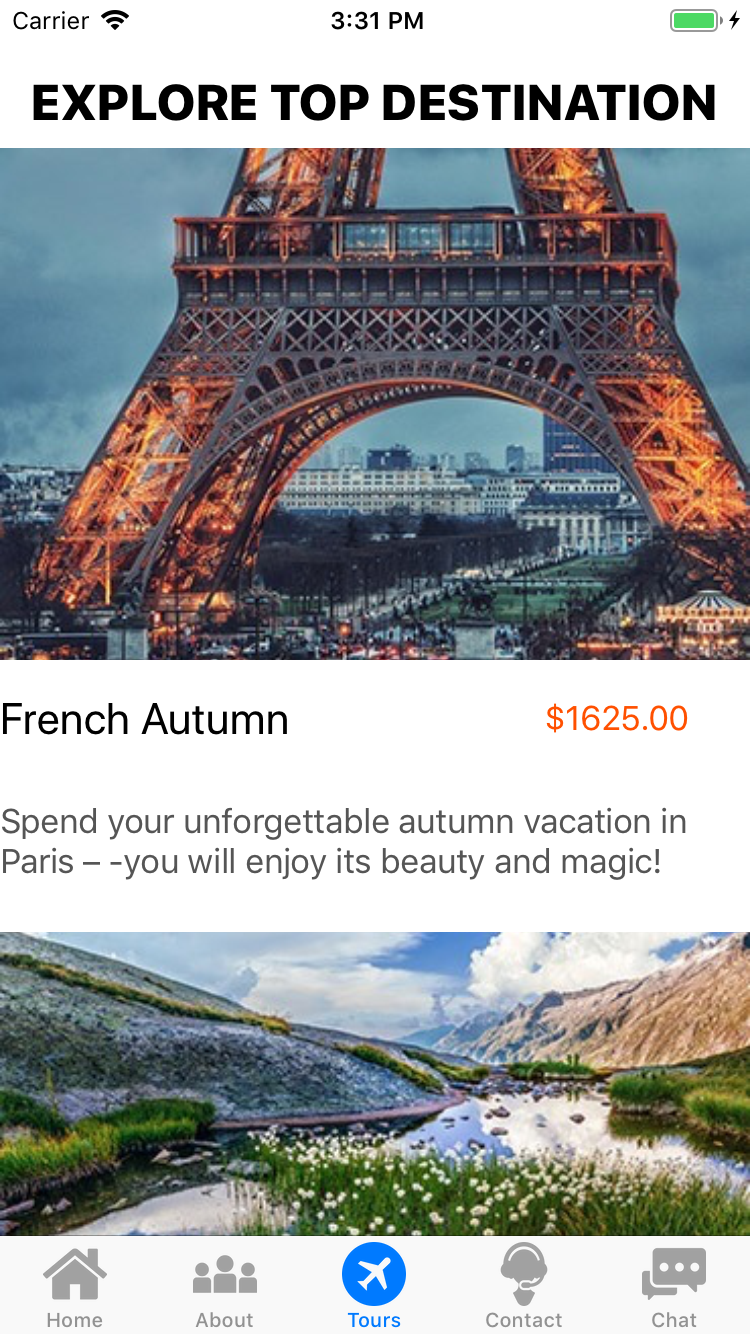 Carrier 3:31 PM
EXPLORE TOP DESTINATION
French Autumn $1625.00
Spend your unforgettable autumn vacation in
Paris – -you will enjoy its beauty and magic!
Home About Tours Contact Chat